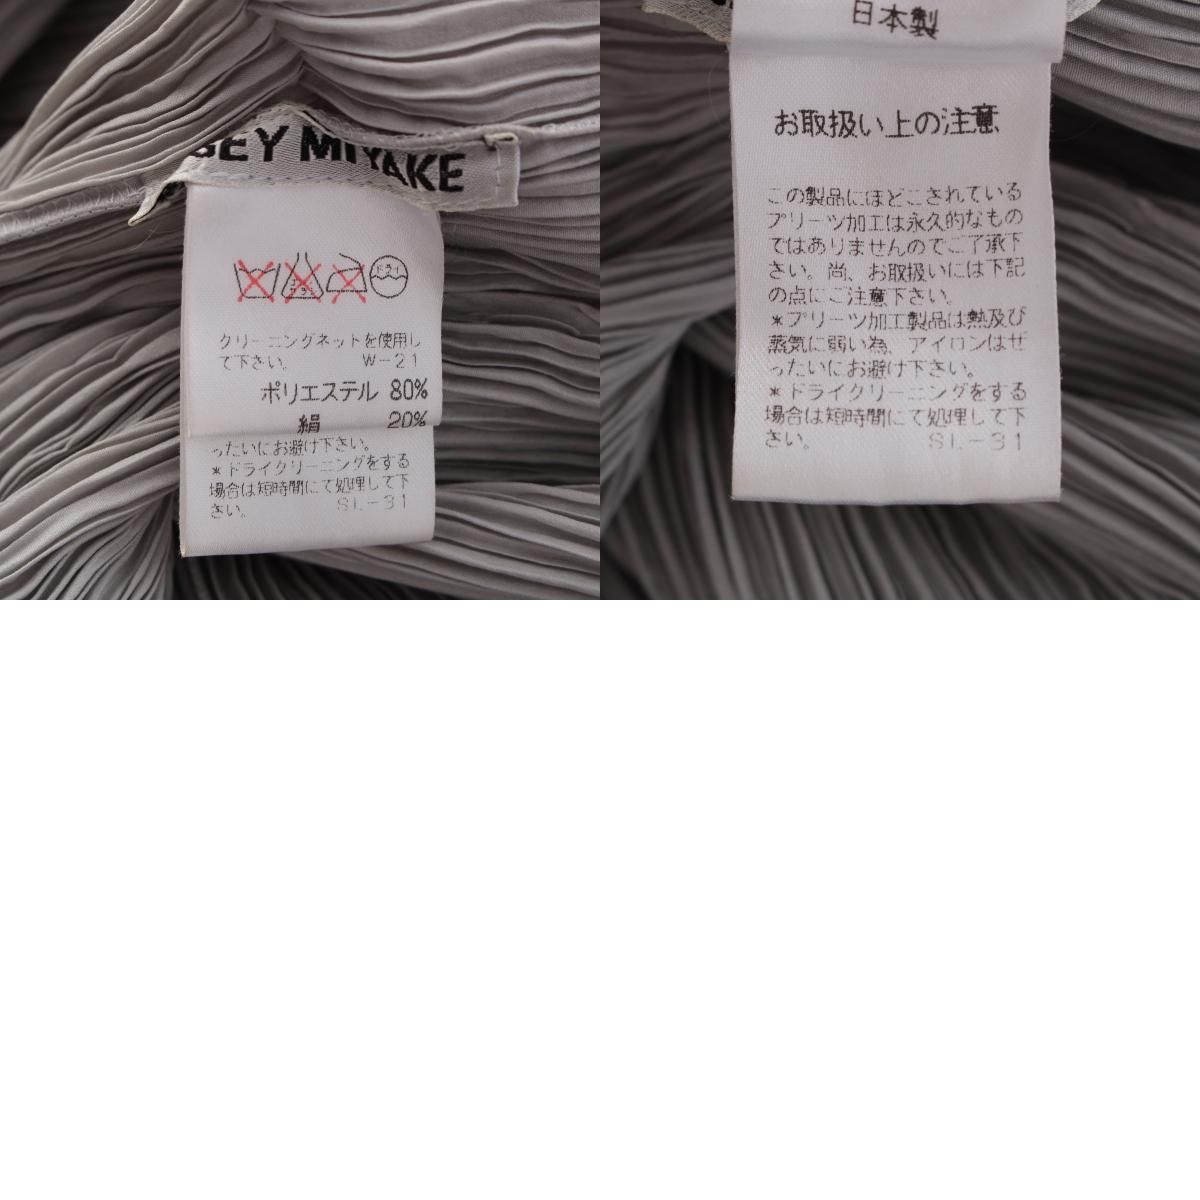 SEY MIYAKE
ドライ
クリーニングネットを使用し
て下さい。 W-21
ポリエステル 80%
絹 20%
ったいにお避け下さい。
*ドライクリーニングをする
場合は短時間にて処理して下
さい。 SL-31
日本製
お取扱い上の注意
この製品にほどこされている
プリーツ加工は永久的なもの
ではありませんのでご了承下
さい。尚、お取扱いには下記
の点にご注意下さい。
*プリーツ加工製品は熱及び
蒸気に弱い為、アイロンはぜ
ったいにお避け下さい。
*ドライクリーニングをする
場合は短時間にて処理して下
さい。 SL-31